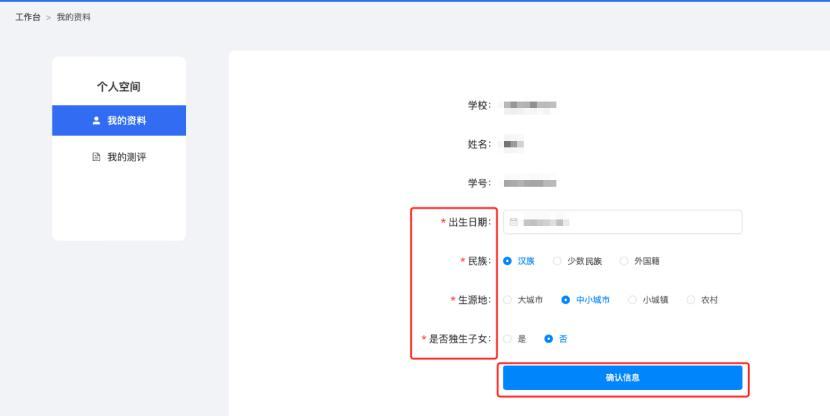 工作台 > 我的资料
个人空间
我的资料
我的测评
学校:
姓名:
学号:
* 出生日期:
* 民族: 汉族 少数民族 外国籍
* 生源地: 大城市 中小城市 小城镇 农村
* 是否独生子女: 是 否
确认信息